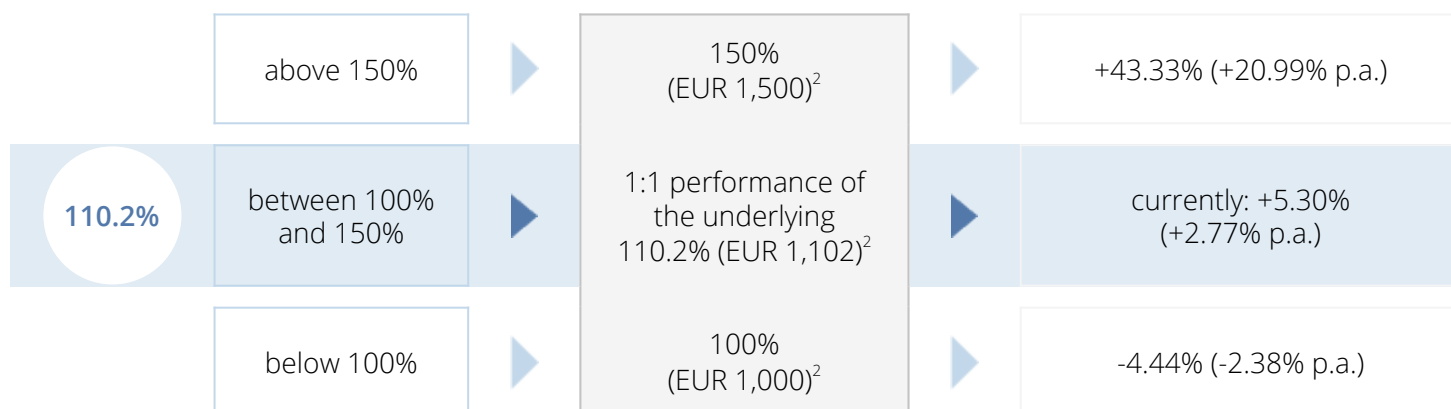 above 150%
150%
(EUR 1,500)²
+43.33% (+20.99% p.a.)
110.2%
between 100%
and 150%
1:1 performance of
the underlying
110.2% (EUR 1,102)²
currently: +5.30%
(+2.77% p.a.)
below 100%
100%
(EUR 1,000)²
-4.44% (-2.38% p.a.)